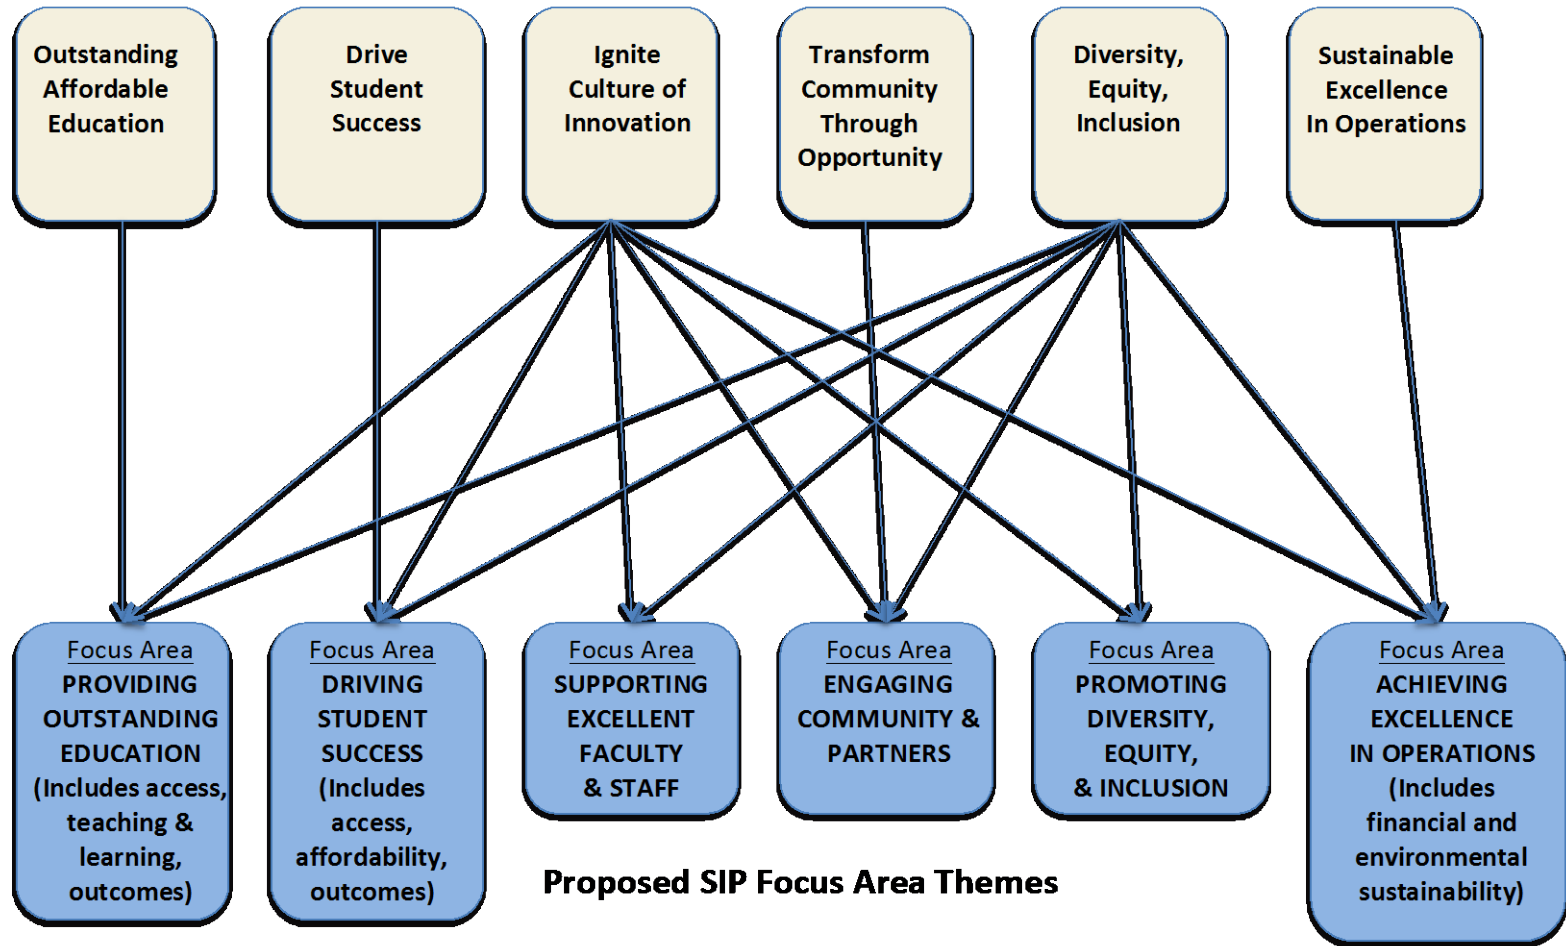 Outstanding
Affordable
Education
Drive
Student
Success
Ignite
Culture of
Innovation
Transform
Community
Through
Opportunity
Diversity,
Equity,
Inclusion
Sustainable
Excellence
In Operations
Focus Area
PROVIDING
OUTSTANDING
EDUCATION
(Includes access,
teaching &
learning,
outcomes)
Focus Area
DRIVING
STUDENT
SUCCESS
(Includes
access,
affordability,
outcomes)
Focus Area
SUPPORTING
EXCELLENT
FACULTY
& STAFF
Focus Area
ENGAGING
COMMUNITY &
PARTNERS
Focus Area
PROMOTING
DIVERSITY,
EQUITY,
& INCLUSION
Focus Area
ACHIEVING
EXCELLENCE
IN OPERATIONS
(Includes
financial and
environmental
sustainability)
Proposed SIP Focus Area Themes